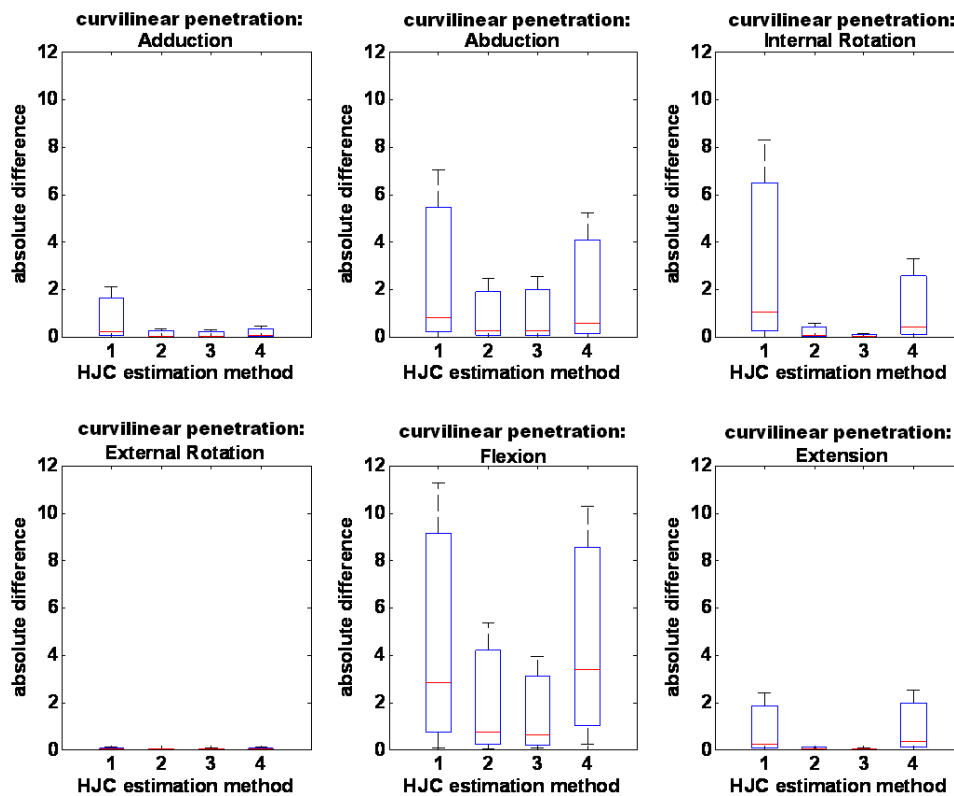 curvilinear penetration:
Adduction
12
10
8
6
4
2
0
absolute difference
1 2 3 4
HJC estimation method
curvilinear penetration:
Abduction
12
10
8
6
4
2
0
absolute difference
1 2 3 4
HJC estimation method
curvilinear penetration:
Internal Rotation
12
10
8
6
4
2
0
absolute difference
1 2 3 4
HJC estimation method
curvilinear penetration:
External Rotation
12
10
8
6
4
2
0
absolute difference
1 2 3 4
HJC estimation method
curvilinear penetration:
Flexion
12
10
8
6
4
2
0
absolute difference
1 2 3 4
HJC estimation method
curvilinear penetration:
Extension
12
10
8
6
4
2
0
absolute difference
1 2 3 4
HJC estimation method